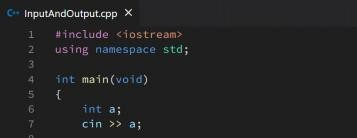 C++ InputAndOutput.cpp ×
1 #include <iostream>
2 using namespace std;
3
4 int main(void)
5 {
6 int a;
7 cin >> a;